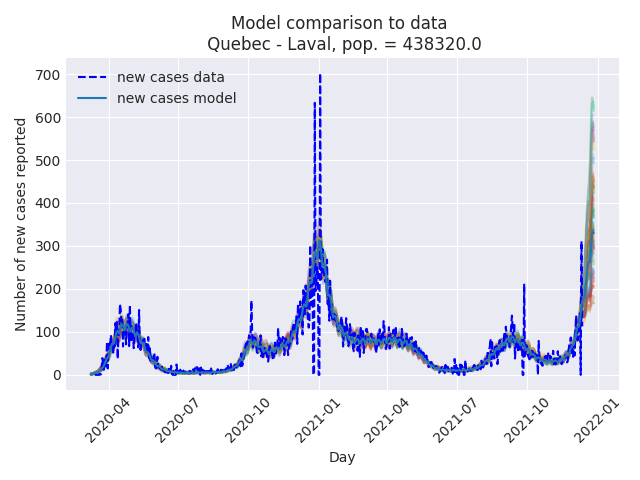 Model comparison to data
Quebec - Laval, pop. = 438320.0
new cases data
new cases model
Number of new cases reported
700
600
500
400
300
200
100
0
2020-04
2020-07
2020-10
2021-01
2021-04
2021-07
2021-10
2022-01
Day